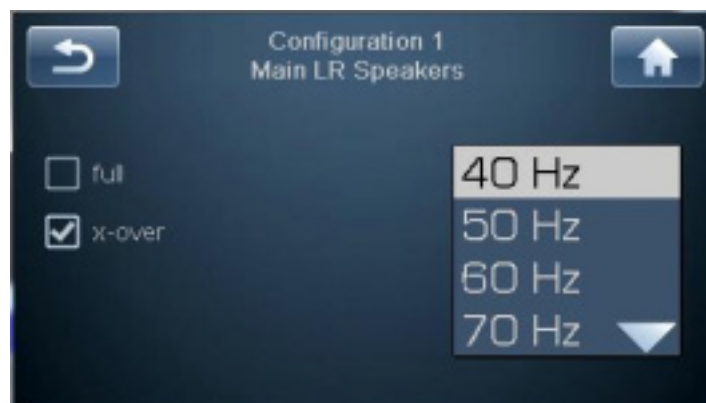 Configuration 1
Main LR Speakers
full
x-over
40 Hz
50 Hz
60 Hz
70 Hz